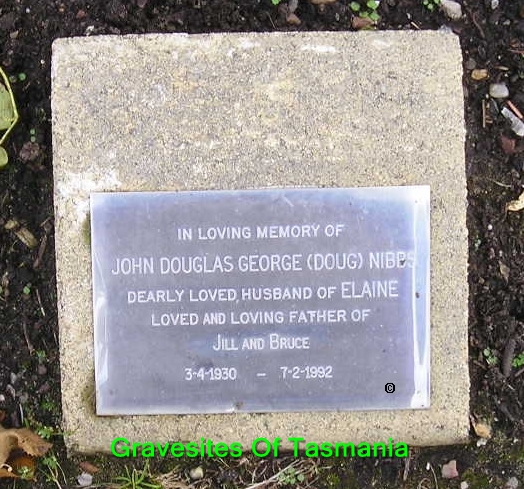 IN LOVING MEMORY OF
JOHN DOUGLAS GEORGE (DOUG) NIBBS
DEARLY LOVED HUSBAND OF ELAINE
LOVED AND LOVING FATHER OF
JILL AND BRUCE
3-4-1930 – 7-2-1992
©
Gravesites Of Tasmania